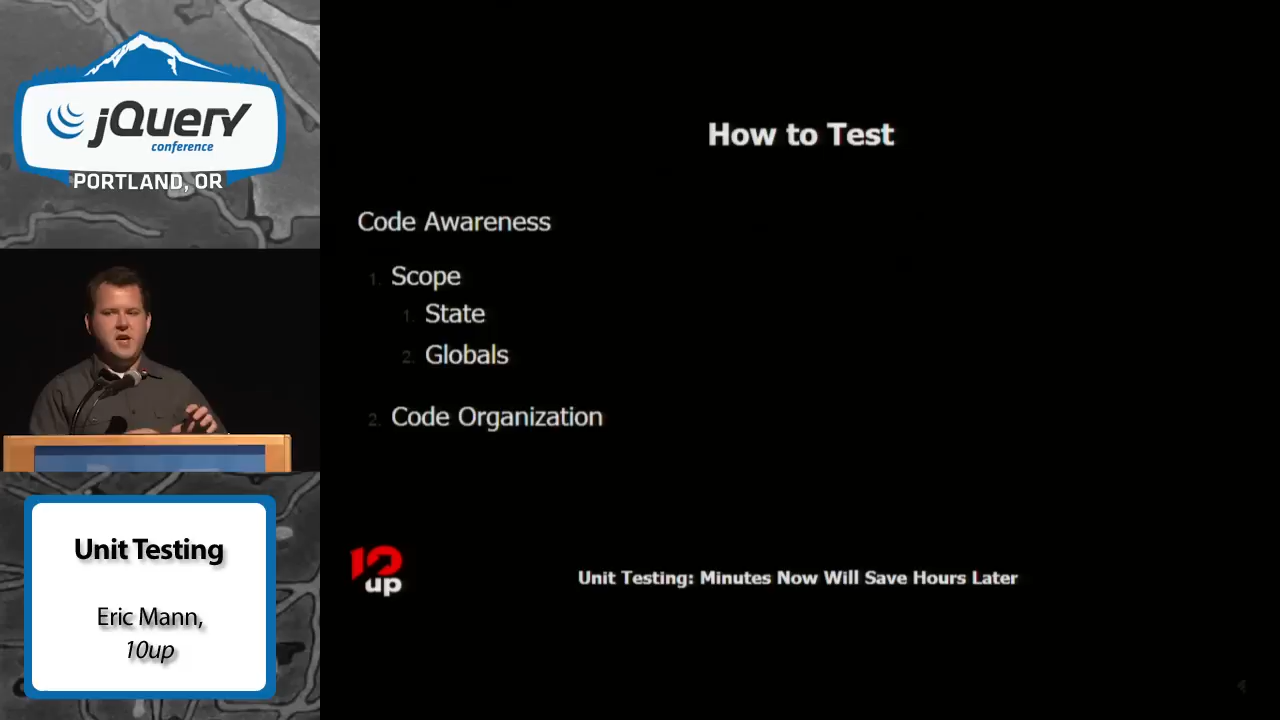 jQuery
conference
PORTLAND, OR
How to Test
Code Awareness
1. Scope
1. State
2. Globals
2. Code Organization
10
up
Unit Testing: Minutes Now Will Save Hours Later
Unit Testing
Eric Mann,
10up